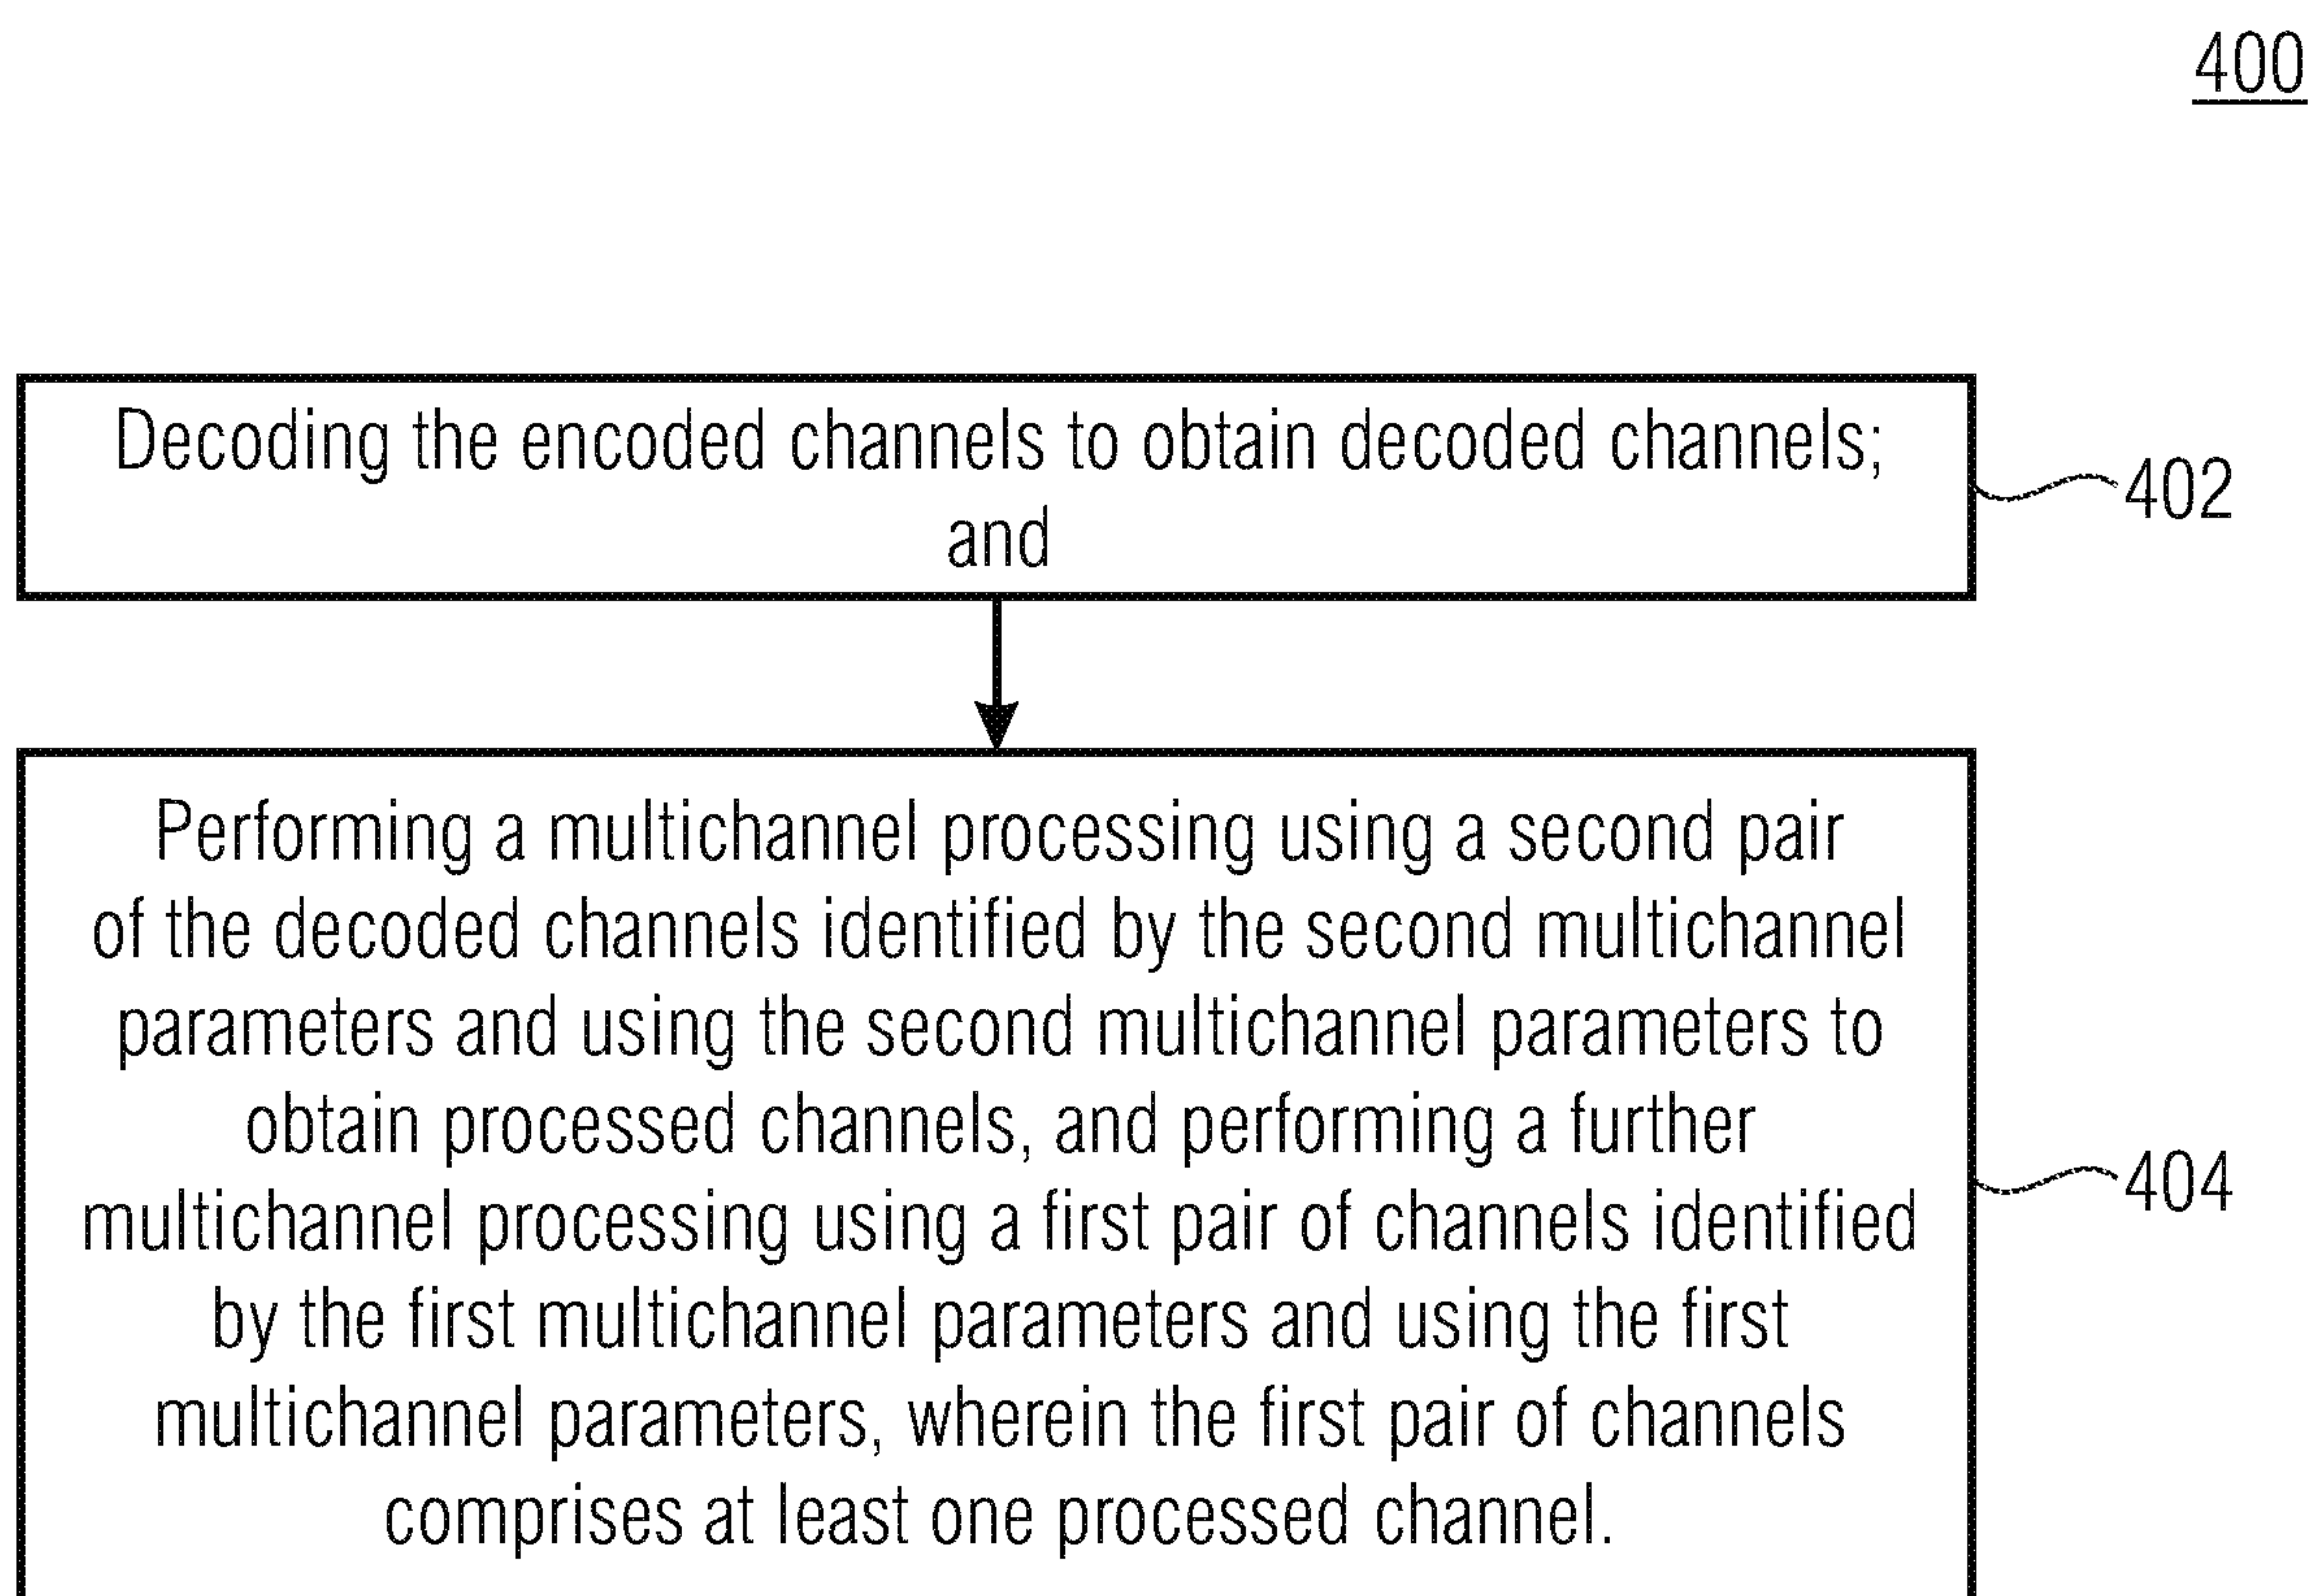 400
Decoding the encoded channels to obtain decoded channels;
and
402
Performing a multichannel processing using a second pair
of the decoded channels identified by the second multichannel
parameters and using the second multichannel parameters to
obtain processed channels, and performing a further
multichannel processing using a first pair of channels identified
by the first multichannel parameters and using the first
multichannel parameters, wherein the first pair of channels
comprises at least one processed channel.
404